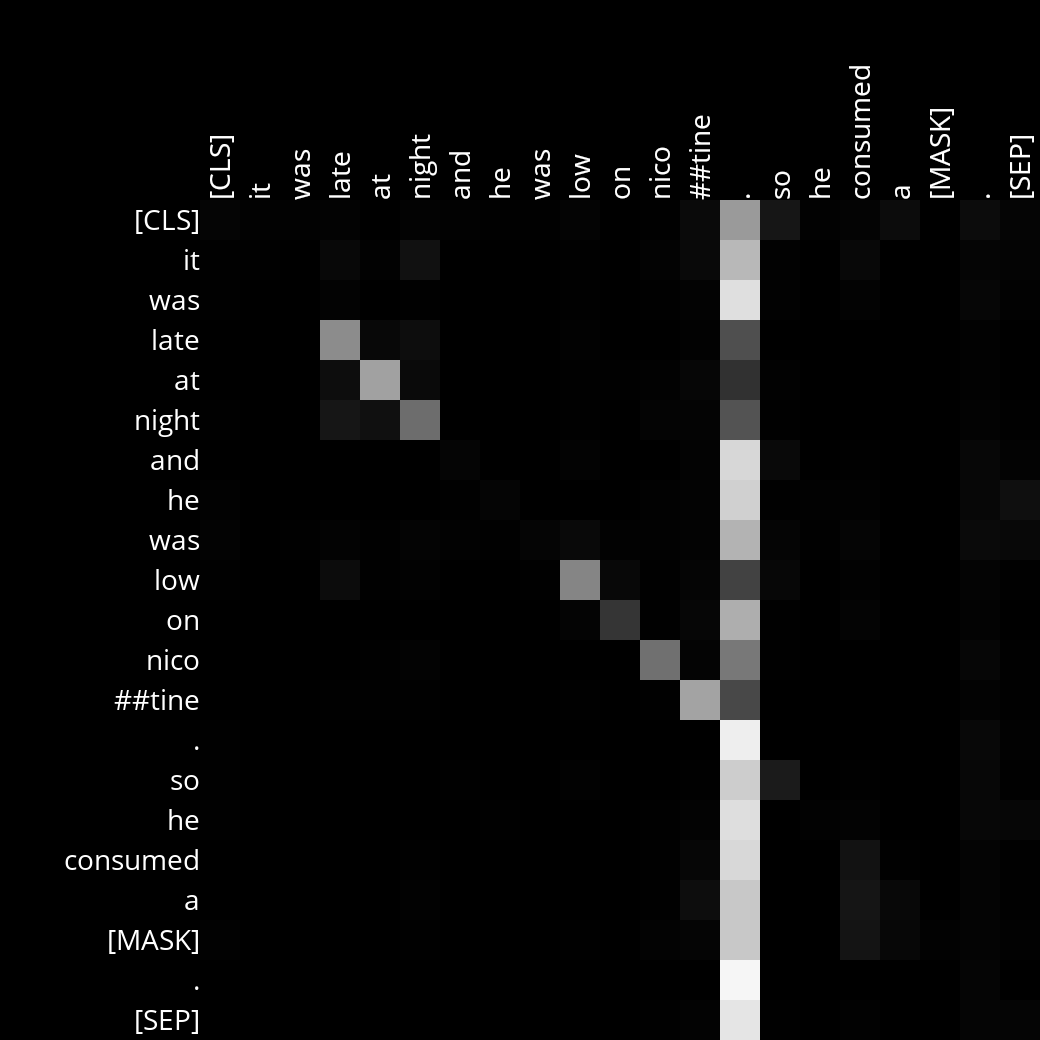 [CLS] it was late at night and he was low on nico ##tine . so he consumed a [MASK] . [SEP]
[CLS]
it
was
late
at
night
and
he
was
low
on
nico
##tine
.
so
he
consumed
a
[MASK]
.
[SEP]